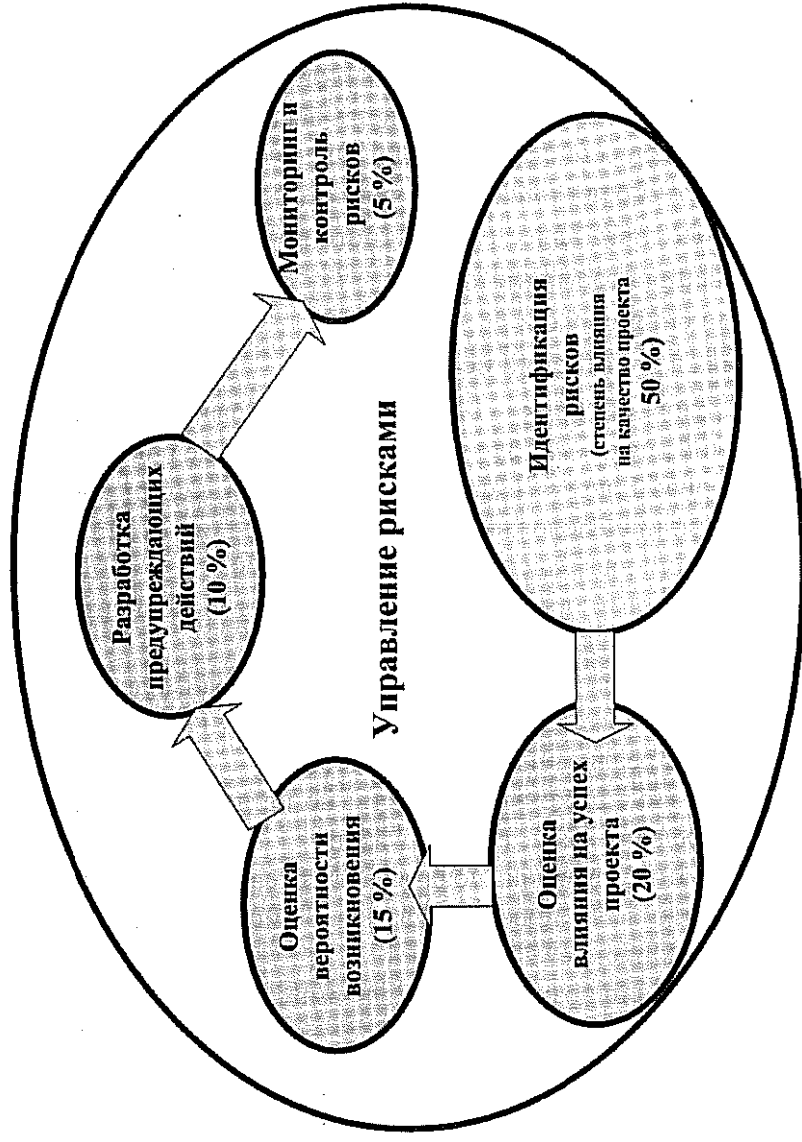 Идентификация
рисков
(степень влияния
на качество проекта
50 %)
Оценка
влияния на успех
проекта
(20 %)
Оценка
вероятности
возникновения
(15 %)
Разработка
предупреждающих
действий
(10 %)
Мониторинг и
контроль
рисков
(5 %)
Управление рисками